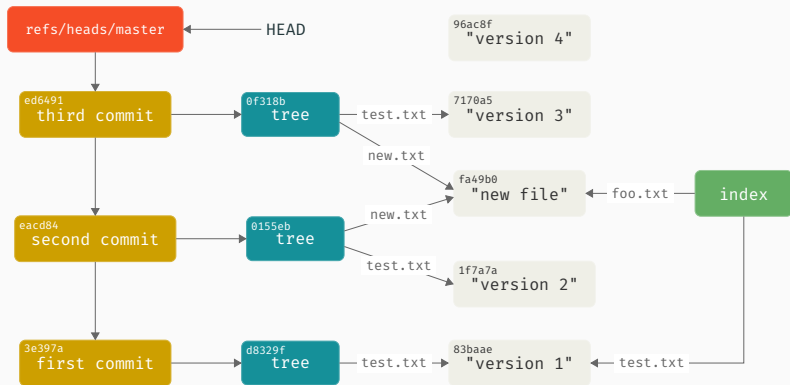 refs/heads/master
HEAD
96ac8f
"version 4"
ed6491
third commit
0f318b
tree
test.txt
7170a5
"version 3"
new.txt
fa49b0
"new file"
foo.txt
index
new.txt
eacd84
second commit
0155eb
tree
test.txt
1f7a7a
"version 2"
3e397a
first commit
d8329f
tree
test.txt
83baae
"version 1"
test.txt